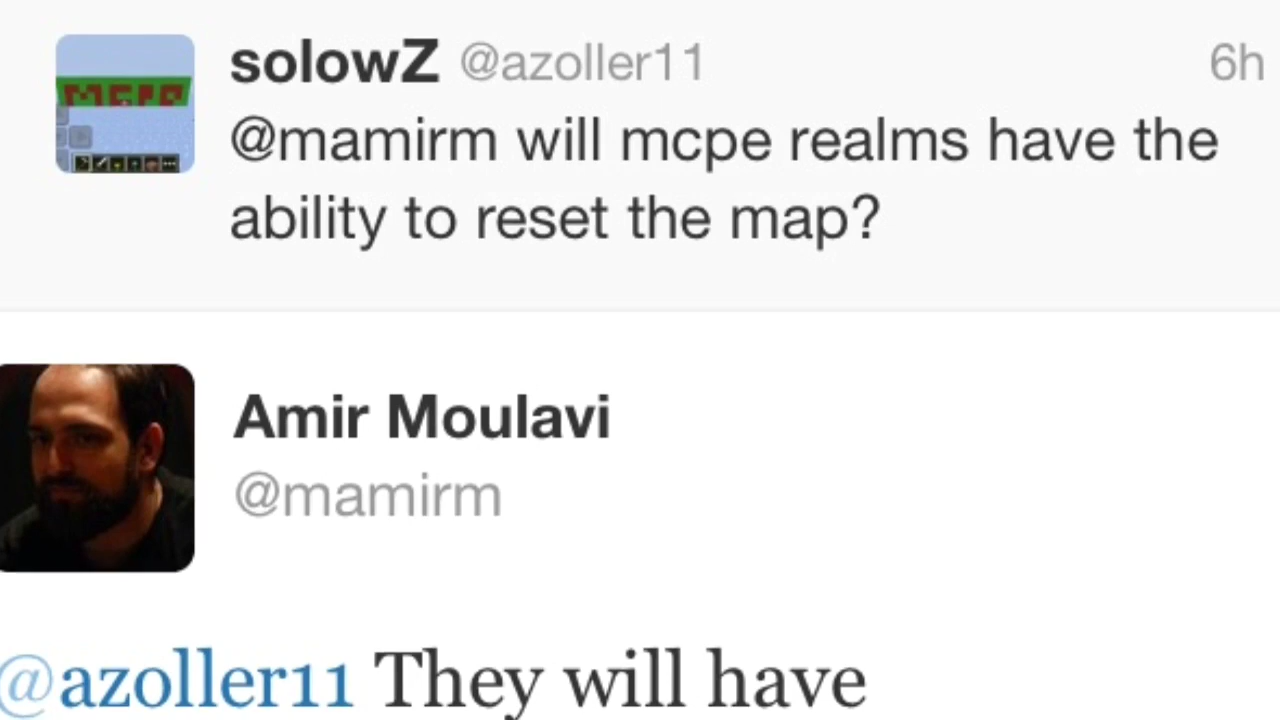 solowZ @azoller11 6h
@mamirm will mcpe realms have the
ability to reset the map?
Amir Moulavi
@mamirm
@azoller11 They will have